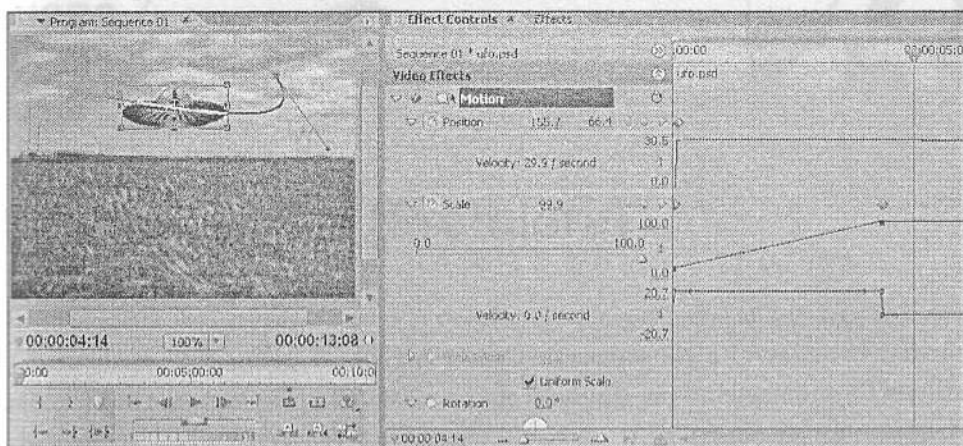 Program: Sequence 01
00;00;04;14
100%
00;00;13;08
00;00
00;05;00;00
00;10;0
Effect Controls
Effects
Sequence 01 * ufo.psd
Video Effects
Motion
Position 155.7 66.4
Velocity: 29.9 / second
Scale 99.9
0.0 100.0
Velocity: 0.0 / second
Uniform Scale
Rotation 0.0°
00;00;04;14
;00;00
00;00;05;0
ufo.psd
30.5
0.0
100.0
0.0
20.7
-20.7